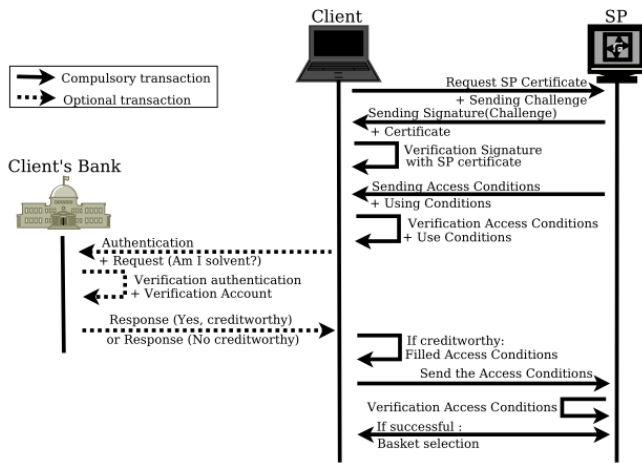 Client
SP
Compulsory transaction
Optional transaction
Request SP Certificate
+ Sending Challenge
Sending Signature(Challenge)
+ Certificate
Verification Signature
with SP certificate
Client's Bank
Sending Access Conditions
+ Using Conditions
Verification Access Conditions
+ Use Conditions
Authentication
+ Request (Am I solvent?)
Verification authentication
+ Verification Account
Response (Yes, creditworthy)
or Response (No creditworthy)
If creditworthy:
Filled Access Conditions
Send the Access Conditions
Verification Access Conditions
If successful :
Basket selection